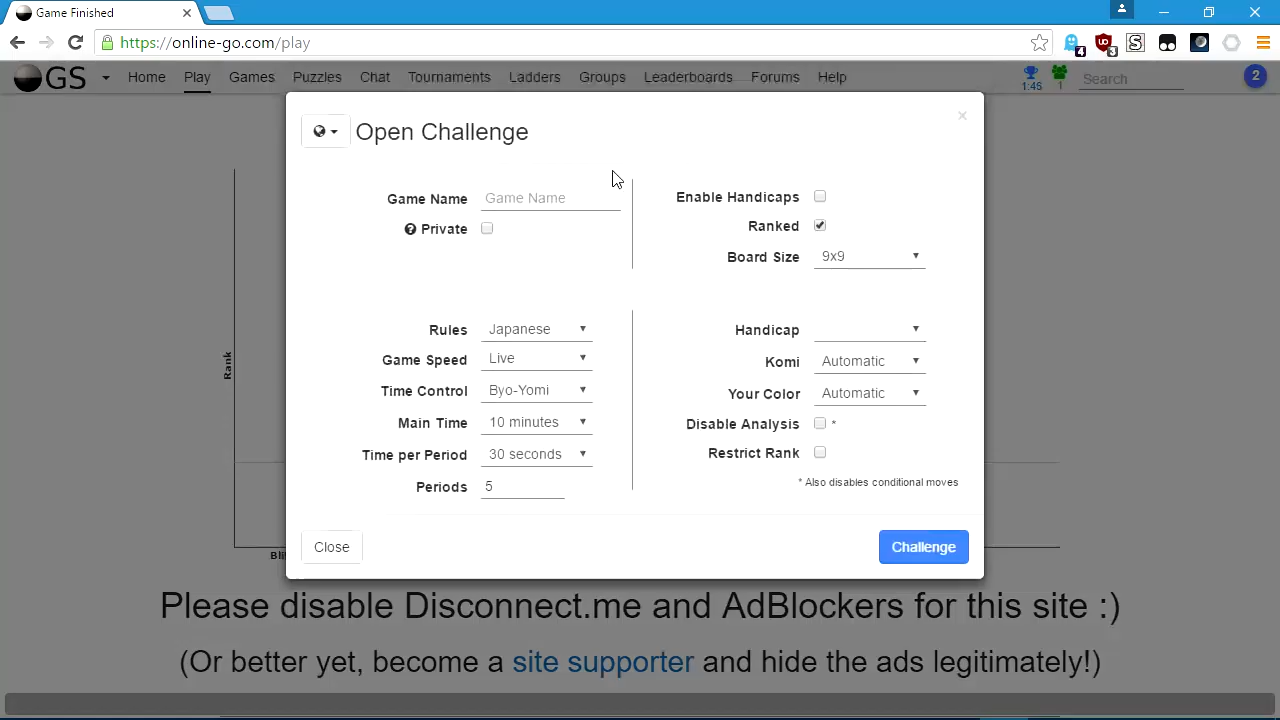 Game Finished
https://online-go.com/play
4
3
GS Home Play Games Puzzles Chat Tournaments Ladders Groups Leaderboards Forums Help 1:45 1 Search 2
×
Open Challenge
Game Name Game Name
Private
Enable Handicaps
Ranked
Board Size 9x9
Rules Japanese
Game Speed Live
Time Control Byo-Yomi
Main Time 10 minutes
Time per Period 30 seconds
Periods 5
Handicap
Komi Automatic
Your Color Automatic
Disable Analysis *
Restrict Rank
* Also disables conditional moves
Close Challenge
Rank
Please disable Disconnect.me and AdBlockers for this site :)
(Or better yet, become a site supporter and hide the ads legitimately!)